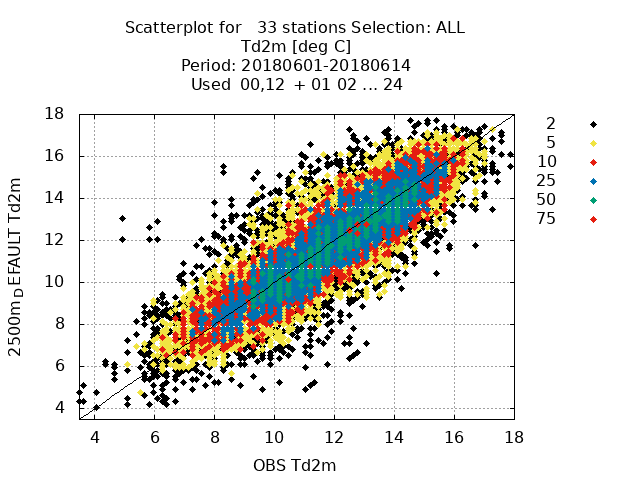 Scatterplot for   33 stations Selection: ALL
Td2m [deg C]
Period: 20180601-20180614
Used  00,12  + 01 02 ... 24
2500m_DEFAULT Td2m
18
16
14
12
10
8
6
4
4 6 8 10 12 14 16 18
OBS Td2m
2
5
10
25
50
75